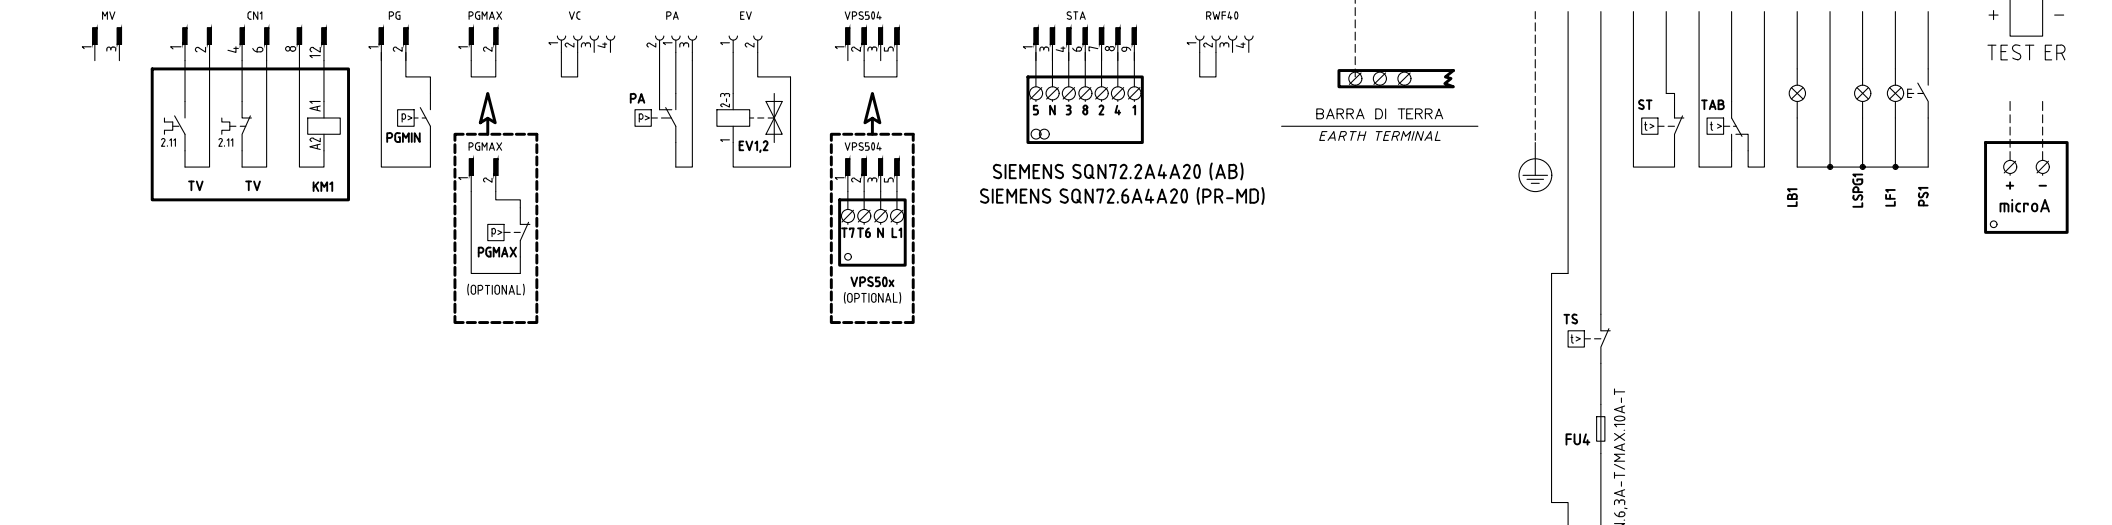 MV CN1 PG PGMAX VC PA EV VPS504 STA RWF40
1 3 1 2 4 6 8 12 1 2 1 2 1 2 3 4 2 1 3 1 2 1 2 3 5 1 3 4 6 7 8 9 1 2 3 4
+ -
TEST ER
A1
A2
2.11
2.11
TV TV KM1
P>
PGMIN
PGMAX
1 2
P>
PGMAX
(OPTIONAL)
PA
P>
2-3
1
EV1,2
VPS504
1 2 3 5
T7 T6 N L1
VPS50x
(OPTIONAL)
5 N 3 8 2 4 1
SIEMENS SQN72.2A4A20 (AB)
SIEMENS SQN72.6A4A20 (PR-MD)
BARRA DI TERRA
EARTH TERMINAL
ST
t>
TAB
t>
LB1
LSPG1
LF1
PS1
+ -
microA
TS
t>
FU4
.6,3A-T/MAX.10A-T